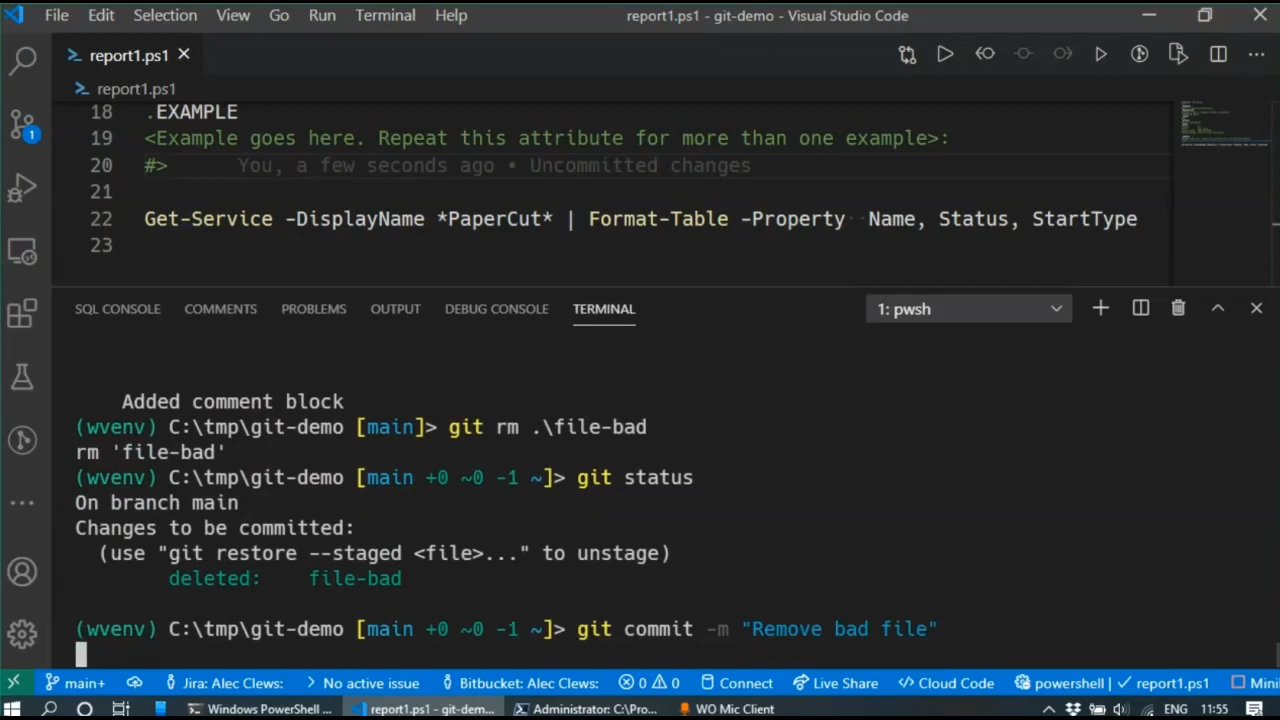 File Edit Selection View Go Run Terminal Help report1.ps1 - git-demo - Visual Studio Code
report1.ps1
report1.ps1
18 .EXAMPLE
19 <Example goes here. Repeat this attribute for more than one example>:
20 #> You, a few seconds ago • Uncommitted changes
21
22 Get-Service -DisplayName *PaperCut* | Format-Table -Property Name, Status, StartType
23
SQL CONSOLE COMMENTS PROBLEMS OUTPUT DEBUG CONSOLE TERMINAL 1: pwsh
1
Added comment block
(wvenv) C:\tmp\git-demo [main]> git rm .\file-bad
rm 'file-bad'
(wvenv) C:\tmp\git-demo [main +0 ~0 -1 ~]> git status
On branch main
Changes to be committed:
(use "git restore --staged <file>..." to unstage)
deleted: file-bad
(wvenv) C:\tmp\git-demo [main +0 ~0 -1 ~]> git commit -m "Remove bad file"
main+ Jira: Alec Clews: No active issue Bitbucket: Alec Clews: 0 0 Connect Live Share Cloud Code powershell | report1.ps1 Mini
Windows PowerShell ... report1.ps1 - git-dem... Administrator: C:\Pro... WO Mic Client ENG 11:55